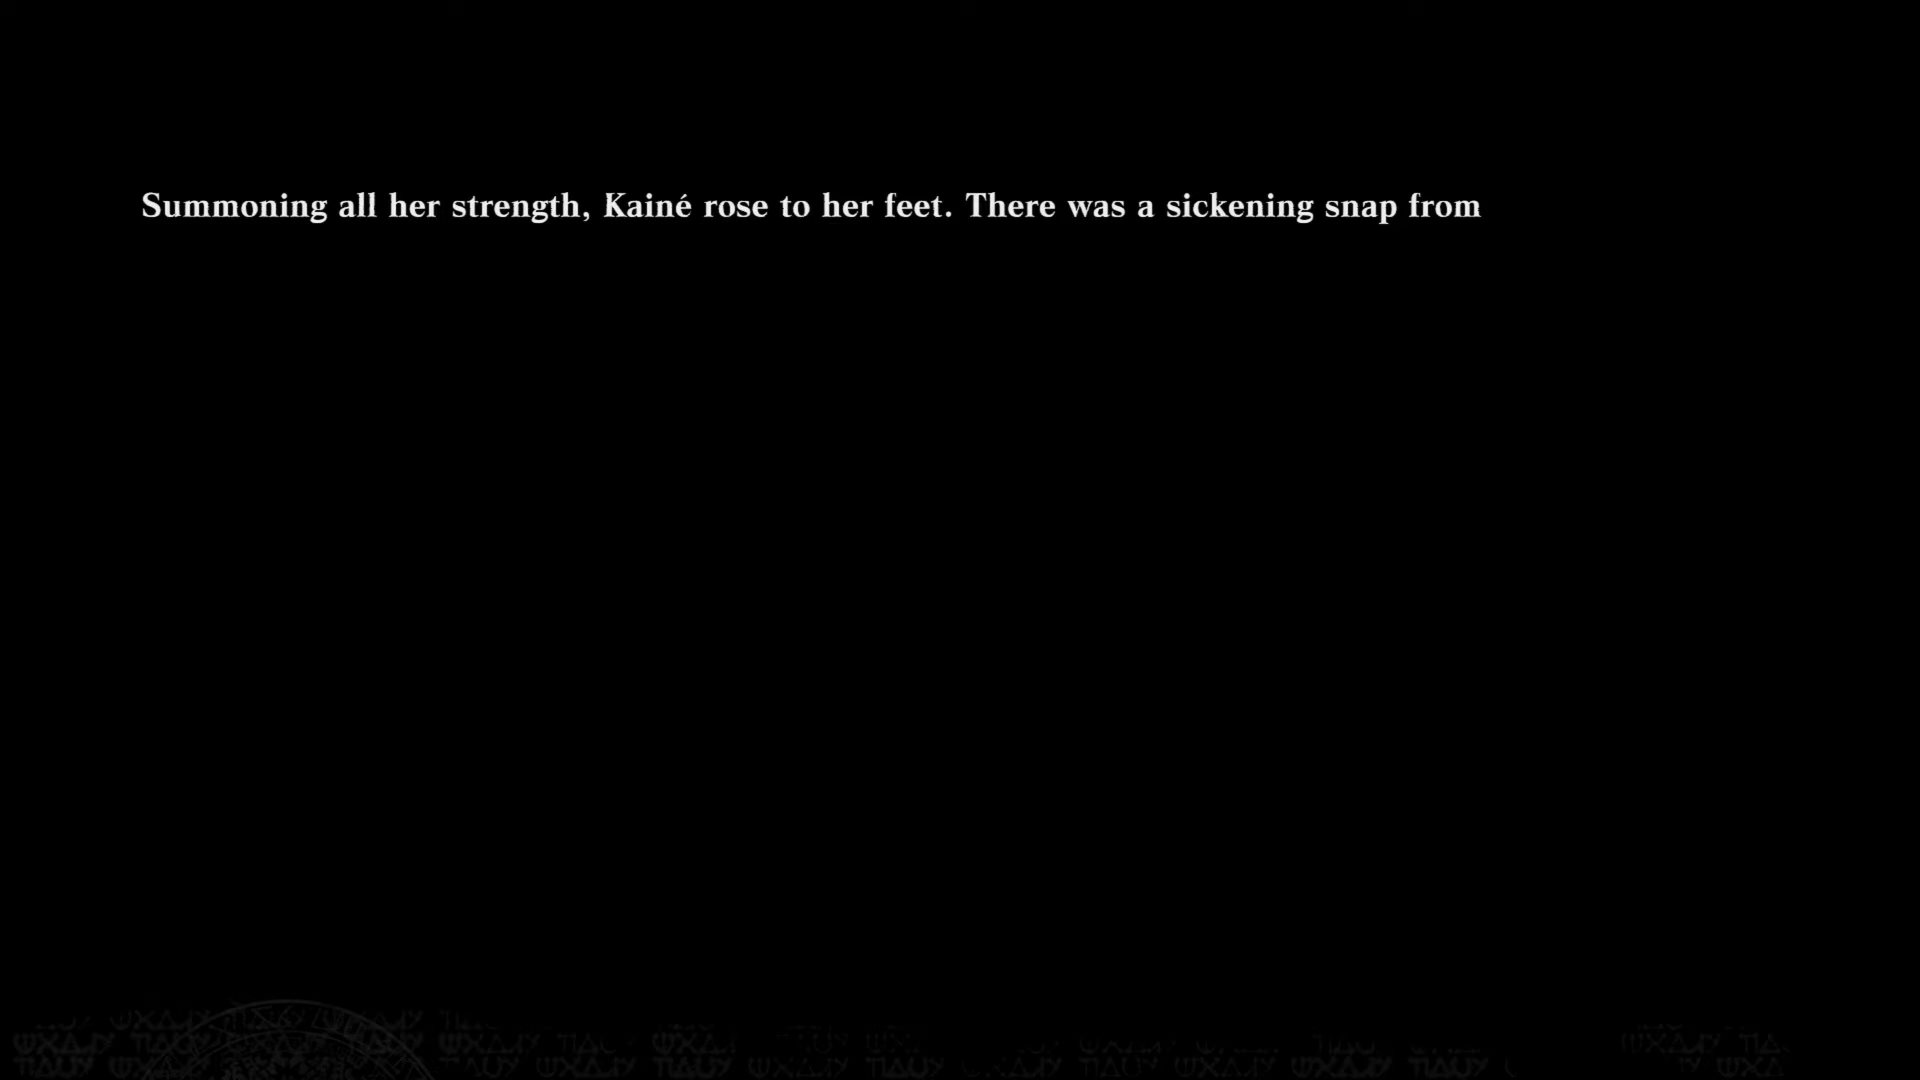 Summoning all her strength, Kainé rose to her feet. There was a sickening snap from